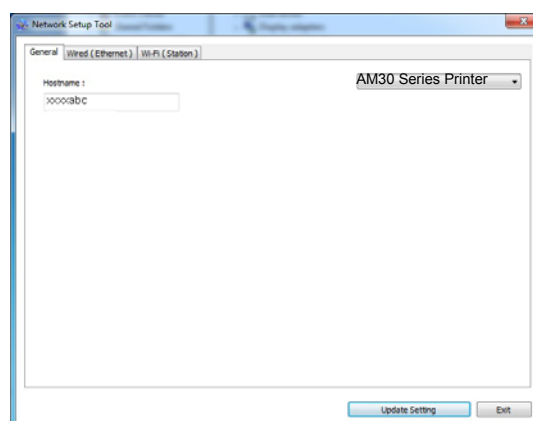 Network Setup Tool
General Wired ( Ethernet ) Wi-Fi ( Station )
Hostname :
AM30 Series Printer
xxxxabc
Update Setting Exit